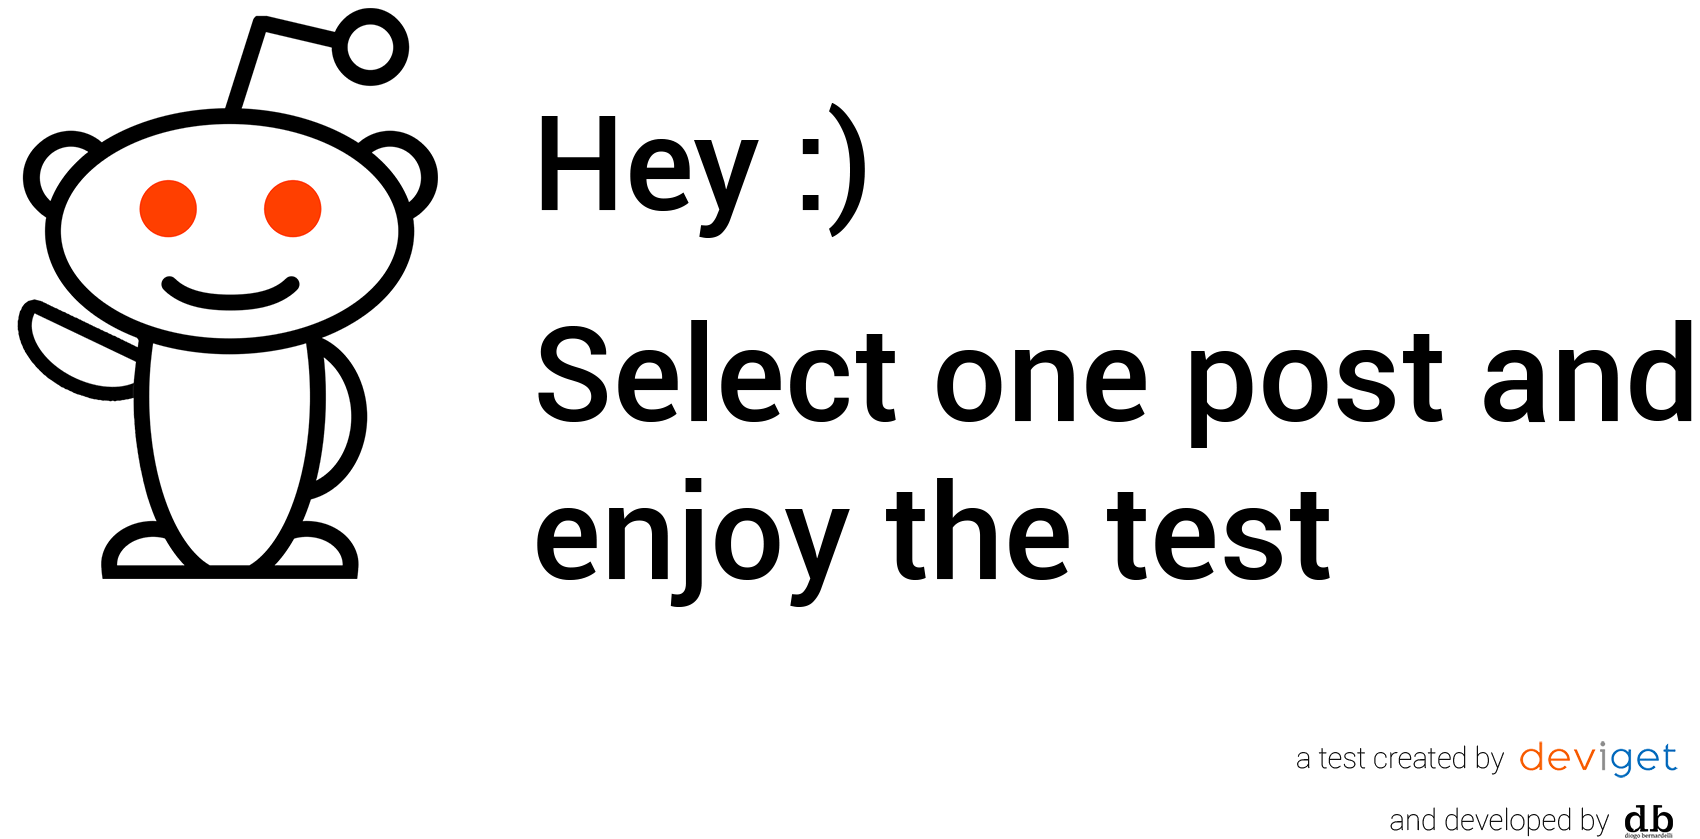 Hey :)
Select one post and
enjoy the test
a test created by deviget
and developed by d.b
diogo bernardelli